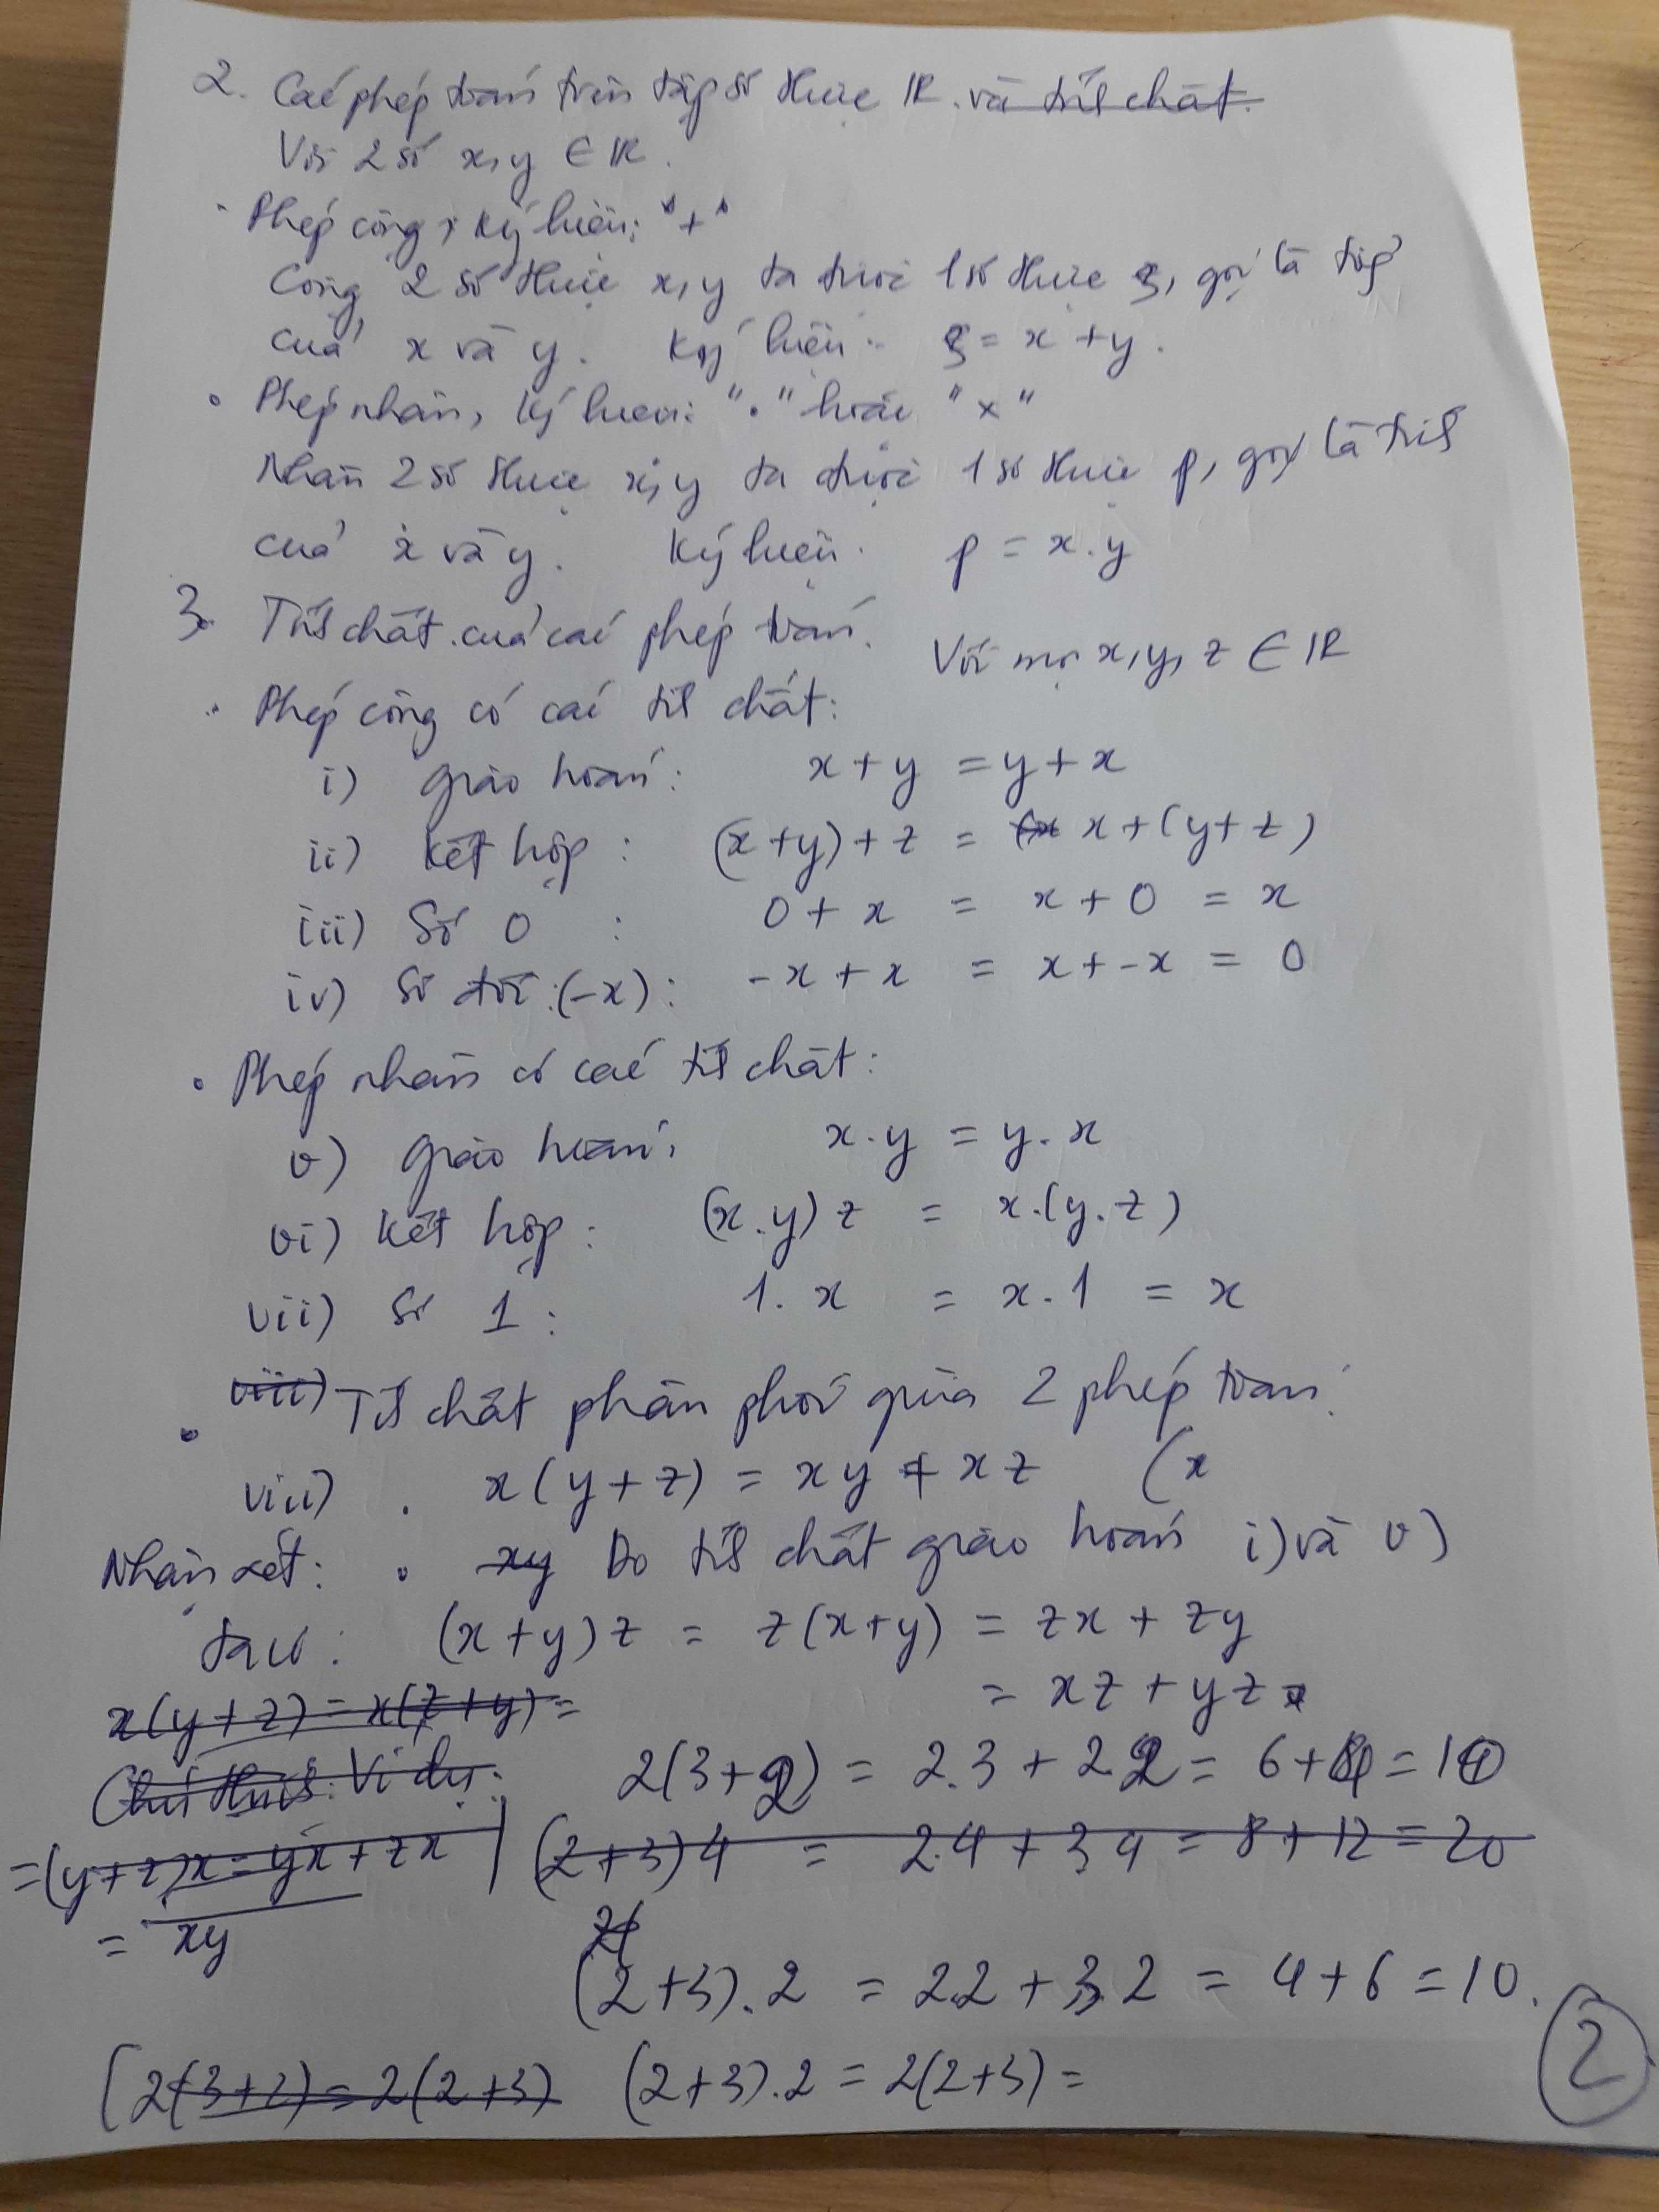 2. Các phép toán trên tập số thực ℝ. và tính chất.
Với 2 số x, y ∈ ℝ.
· Phép cộng, ký hiệu: "+"
Cộng 2 số thực x, y ta được 1 số thực s, gọi là tổng
của x và y. Ký hiệu: s = x + y.
• Phép nhân, ký hiệu: "." hoặc "x"
Nhân 2 số thực x, y ta được 1 số thực p, gọi là tích
của x và y. Ký hiệu: p = x.y
3. Tính chất của các phép toán. Với mọi x, y, z ∈ ℝ
• Phép cộng có các tính chất:
i) giao hoán: x + y = y + x
ii) Kết hợp: (x + y) + z = x + (y + z)
iii) Số 0 : 0 + x = x + 0 = x
iv) Số đối: (-x): -x + x = x + -x = 0
• Phép nhân có các tính chất:
v) giao hoán: x.y = y.x
vi) Kết hợp: (x.y) z = x.(y.z)
vii) Số 1: 1. x = x.1 = x
• viii) Tính chất phân phối giữa 2 phép toán:
viii) . x(y + z) = xy + xz (x
Nhận xét: • xy Do tính chất giao hoán i) và v)
ta có: (x + y) z = z(x + y) = zx + zy
x(y + z) = x(z + y) = = xz + yz
Chú thích: Ví dụ: 2(3+2) = 2.3 + 2.2 = 6 + 4 = 10
= (y + z)x = yx + zx | (2+3)4 = 2.4 + 3.4 = 8 + 12 = 20
= xy
(2+3).2 = 2.2 + 3.2 = 4 + 6 = 10.
[2(3+2) = 2(2+3) (2+3).2 = 2(2+3) =
2